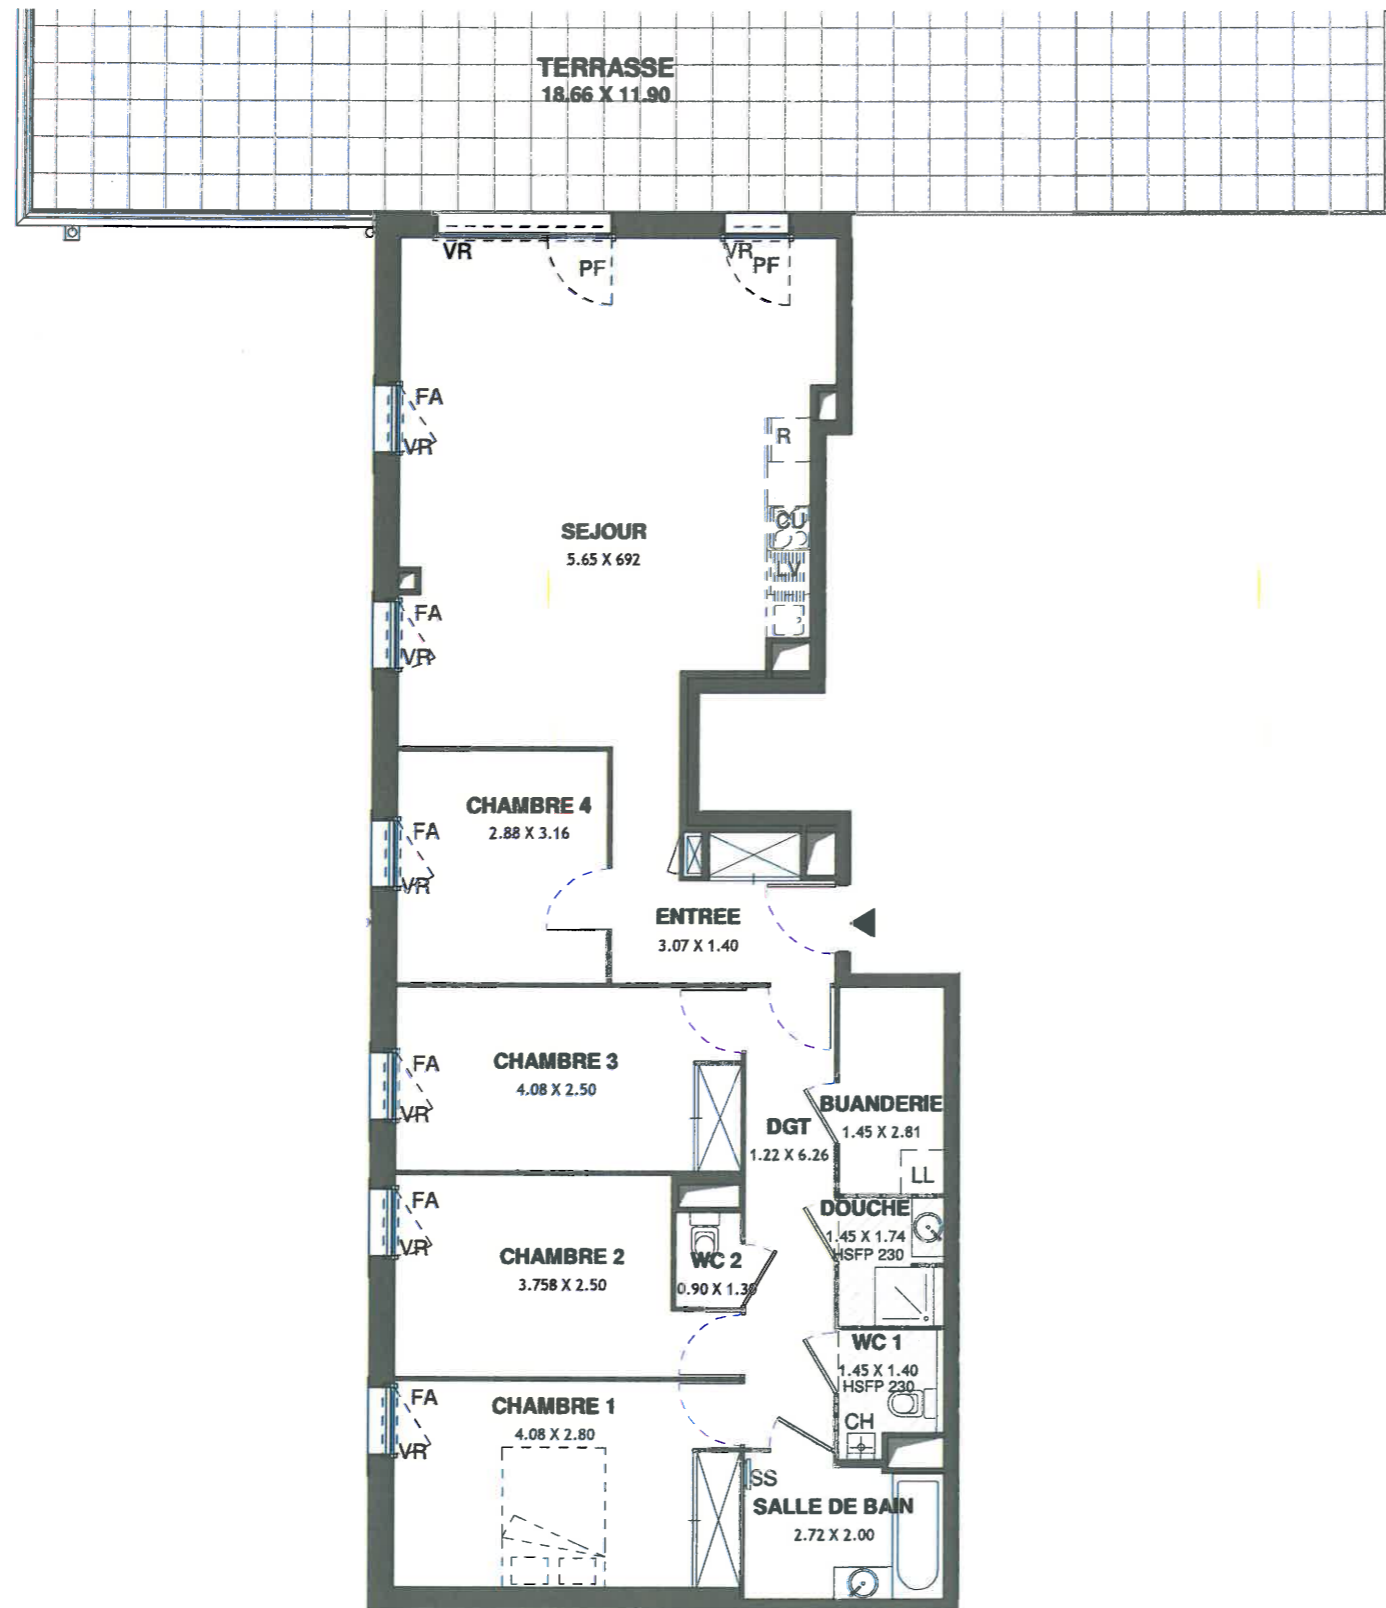 TERRASSE
18.66 X 11.90
VR
PF
VR
PF
FA
VR
R
CU
SEJOUR
5.65 X 692
LV
FA
VR
CHAMBRE 4
2.88 X 3.16
FA
VR
ENTREE
3.07 X 1.40
CHAMBRE 3
4.08 X 2.50
FA
VR
BUANDERIE
1.45 X 2.81
DGT
1.22 X 6.26
LL
FA
VR
DOUCHE
1.45 X 1.74
HSFP 230
CHAMBRE 2
3.758 X 2.50
WC 2
0.90 X 1.30
WC 1
1.45 X 1.40
HSFP 230
FA
VR
CHAMBRE 1
4.08 X 2.80
CH
SS
SALLE DE BAIN
2.72 X 2.00